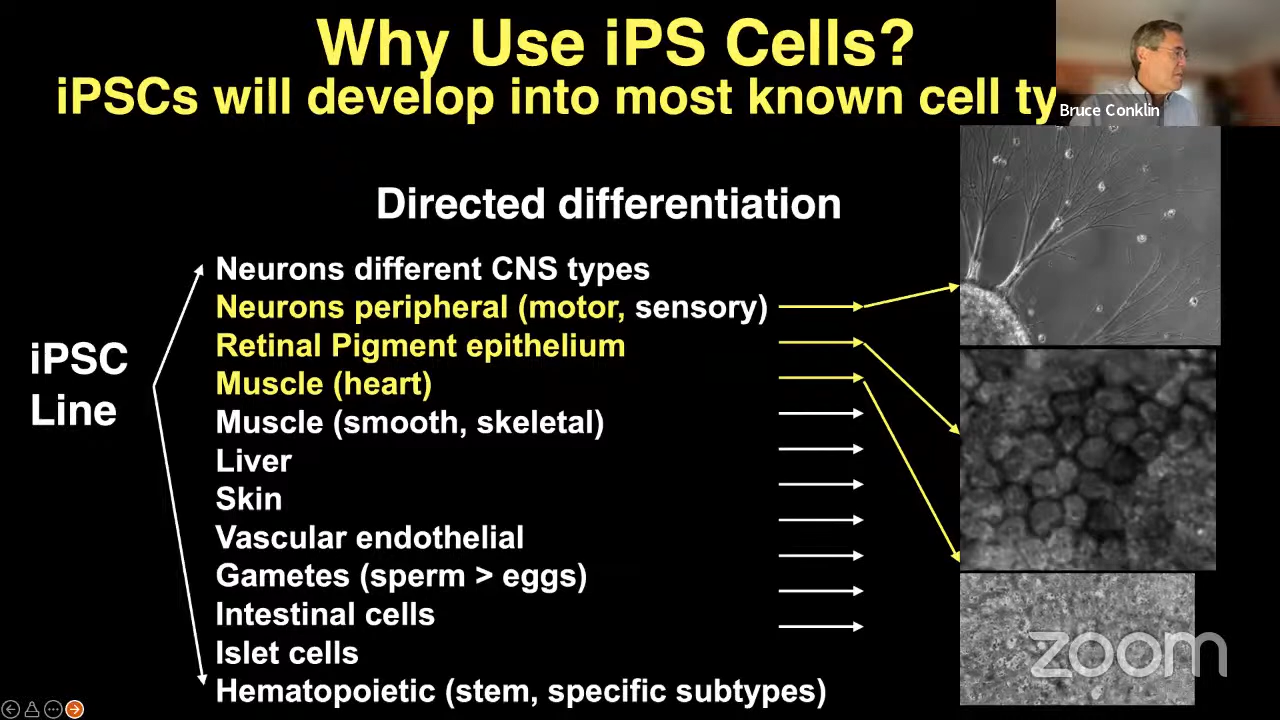 Why Use iPS Cells?
iPSCs will develop into most known cell ty
Bruce Conklin
Directed differentiation
iPSC
Line
Neurons different CNS types
Neurons peripheral (motor, sensory)
Retinal Pigment epithelium
Muscle (heart)
Muscle (smooth, skeletal)
Liver
Skin
Vascular endothelial
Gametes (sperm > eggs)
Intestinal cells
Islet cells
Hematopoietic (stem, specific subtypes)
zoom